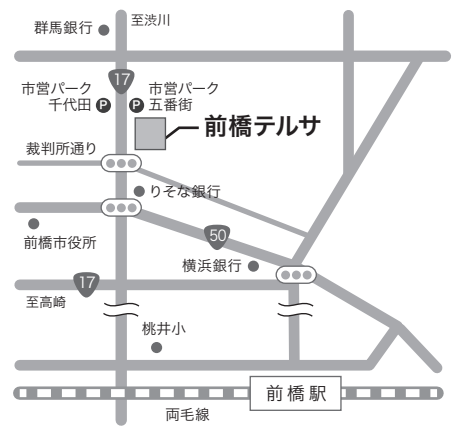 至渋川
群馬銀行
17
市営パーク
千代田
P
P
市営パーク
五番街
前橋テルサ
裁判所通り
りそな銀行
前橋市役所
50
横浜銀行
17
至高崎
桃井小
前橋駅
両毛線